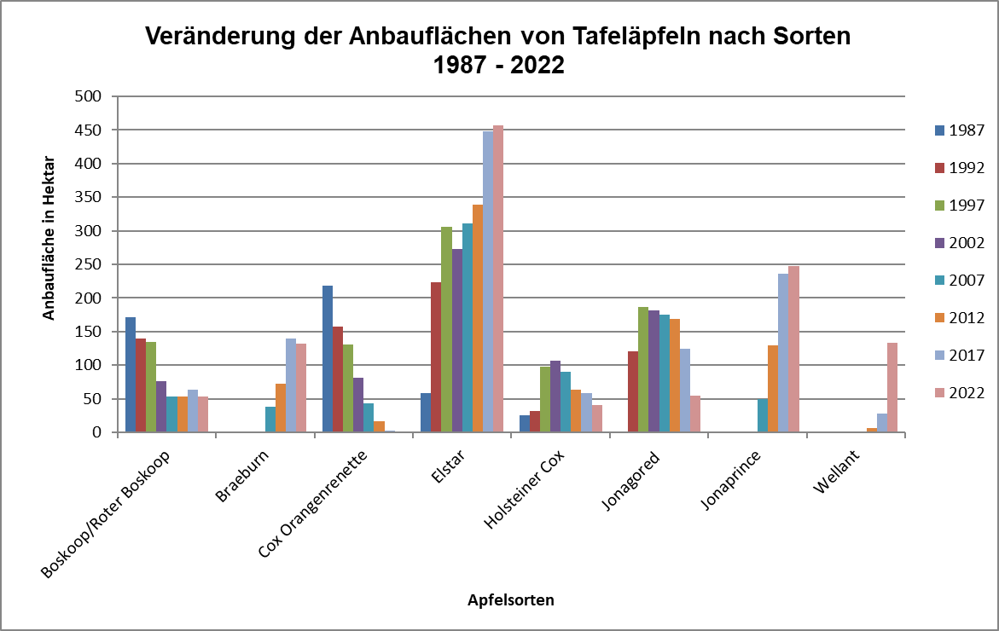 Veränderung der Anbauflächen von Tafeläpfeln nach Sorten
1987 - 2022
Anbaufläche in Hektar
500
450
400
350
300
250
200
150
100
50
0
Boskoop/Roter Boskoop
Braeburn
Cox Orangenrenette
Elstar
Holsteiner Cox
Jonagored
Jonaprince
Wellant
Apfelsorten
1987
1992
1997
2002
2007
2012
2017
2022